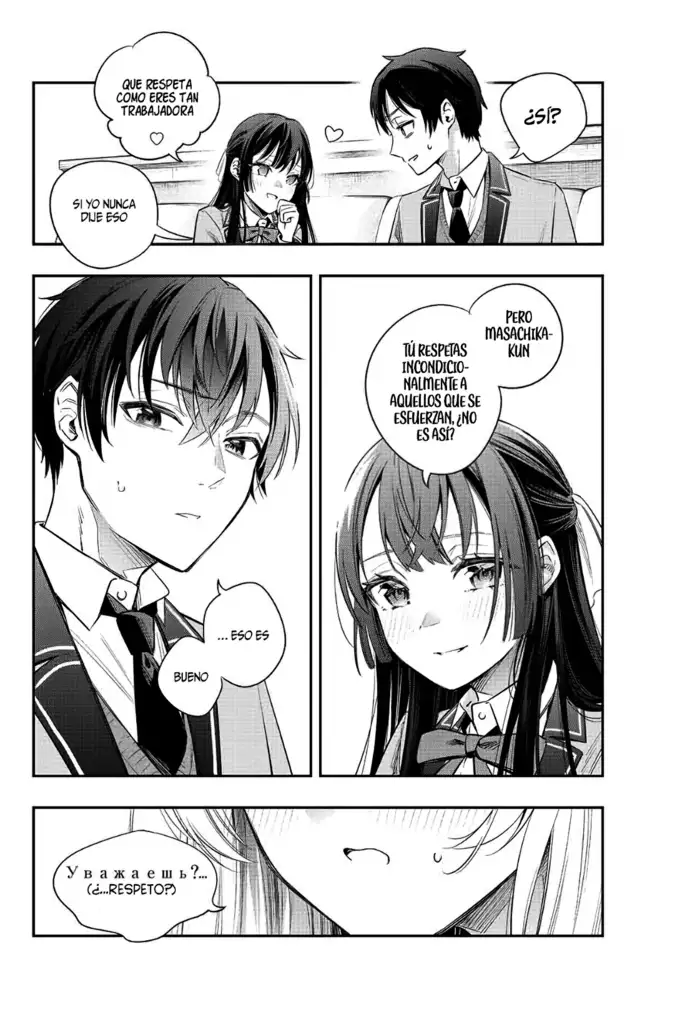 ¿SÍ?
QUE RESPETA
COMO ERES TAN
TRABAJADORA
SI YO NUNCA
DIJE ESO
PERO
MASACHIKA-
KUN
TÚ RESPETAS
INCONDICIO-
NALMENTE A
AQUELLOS QUE SE
ESFUERZAN, ¿NO
ES ASÍ?
... ESO ES
BUENO
Уважаешь?...
(¿...RESPETO?)